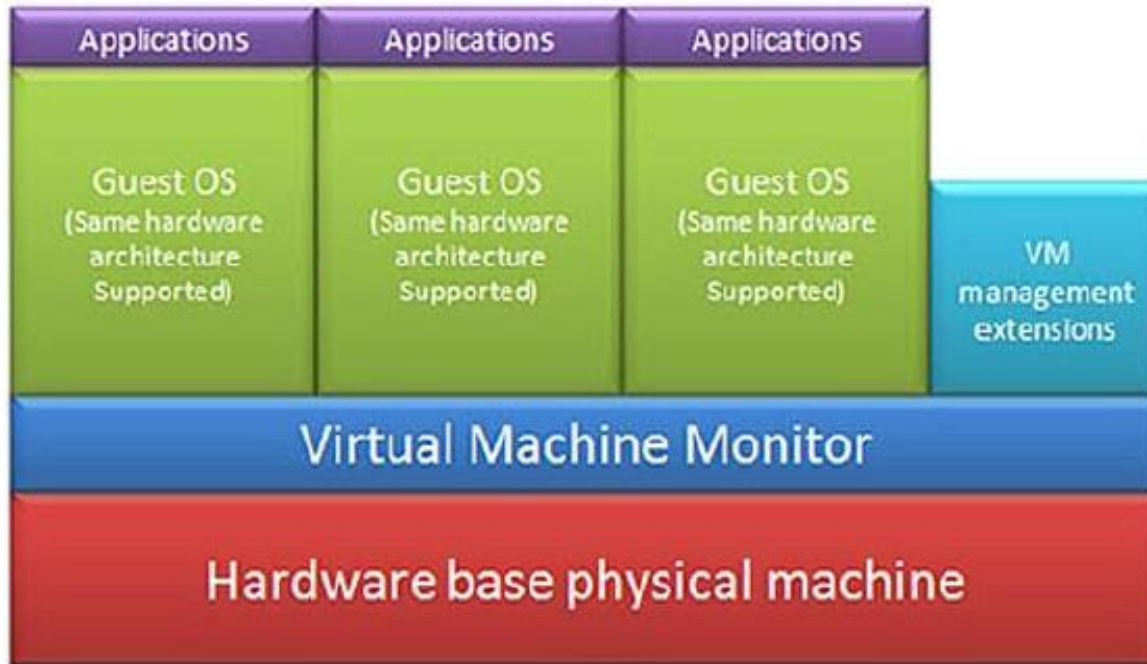 Applications
Applications
Applications
Guest OS
(Same hardware
architecture
Supported)
Guest OS
(Same hardware
architecture
Supported)
Guest OS
(Same hardware
architecture
Supported)
VM
management
extensions
Virtual Machine Monitor
Hardware base physical machine